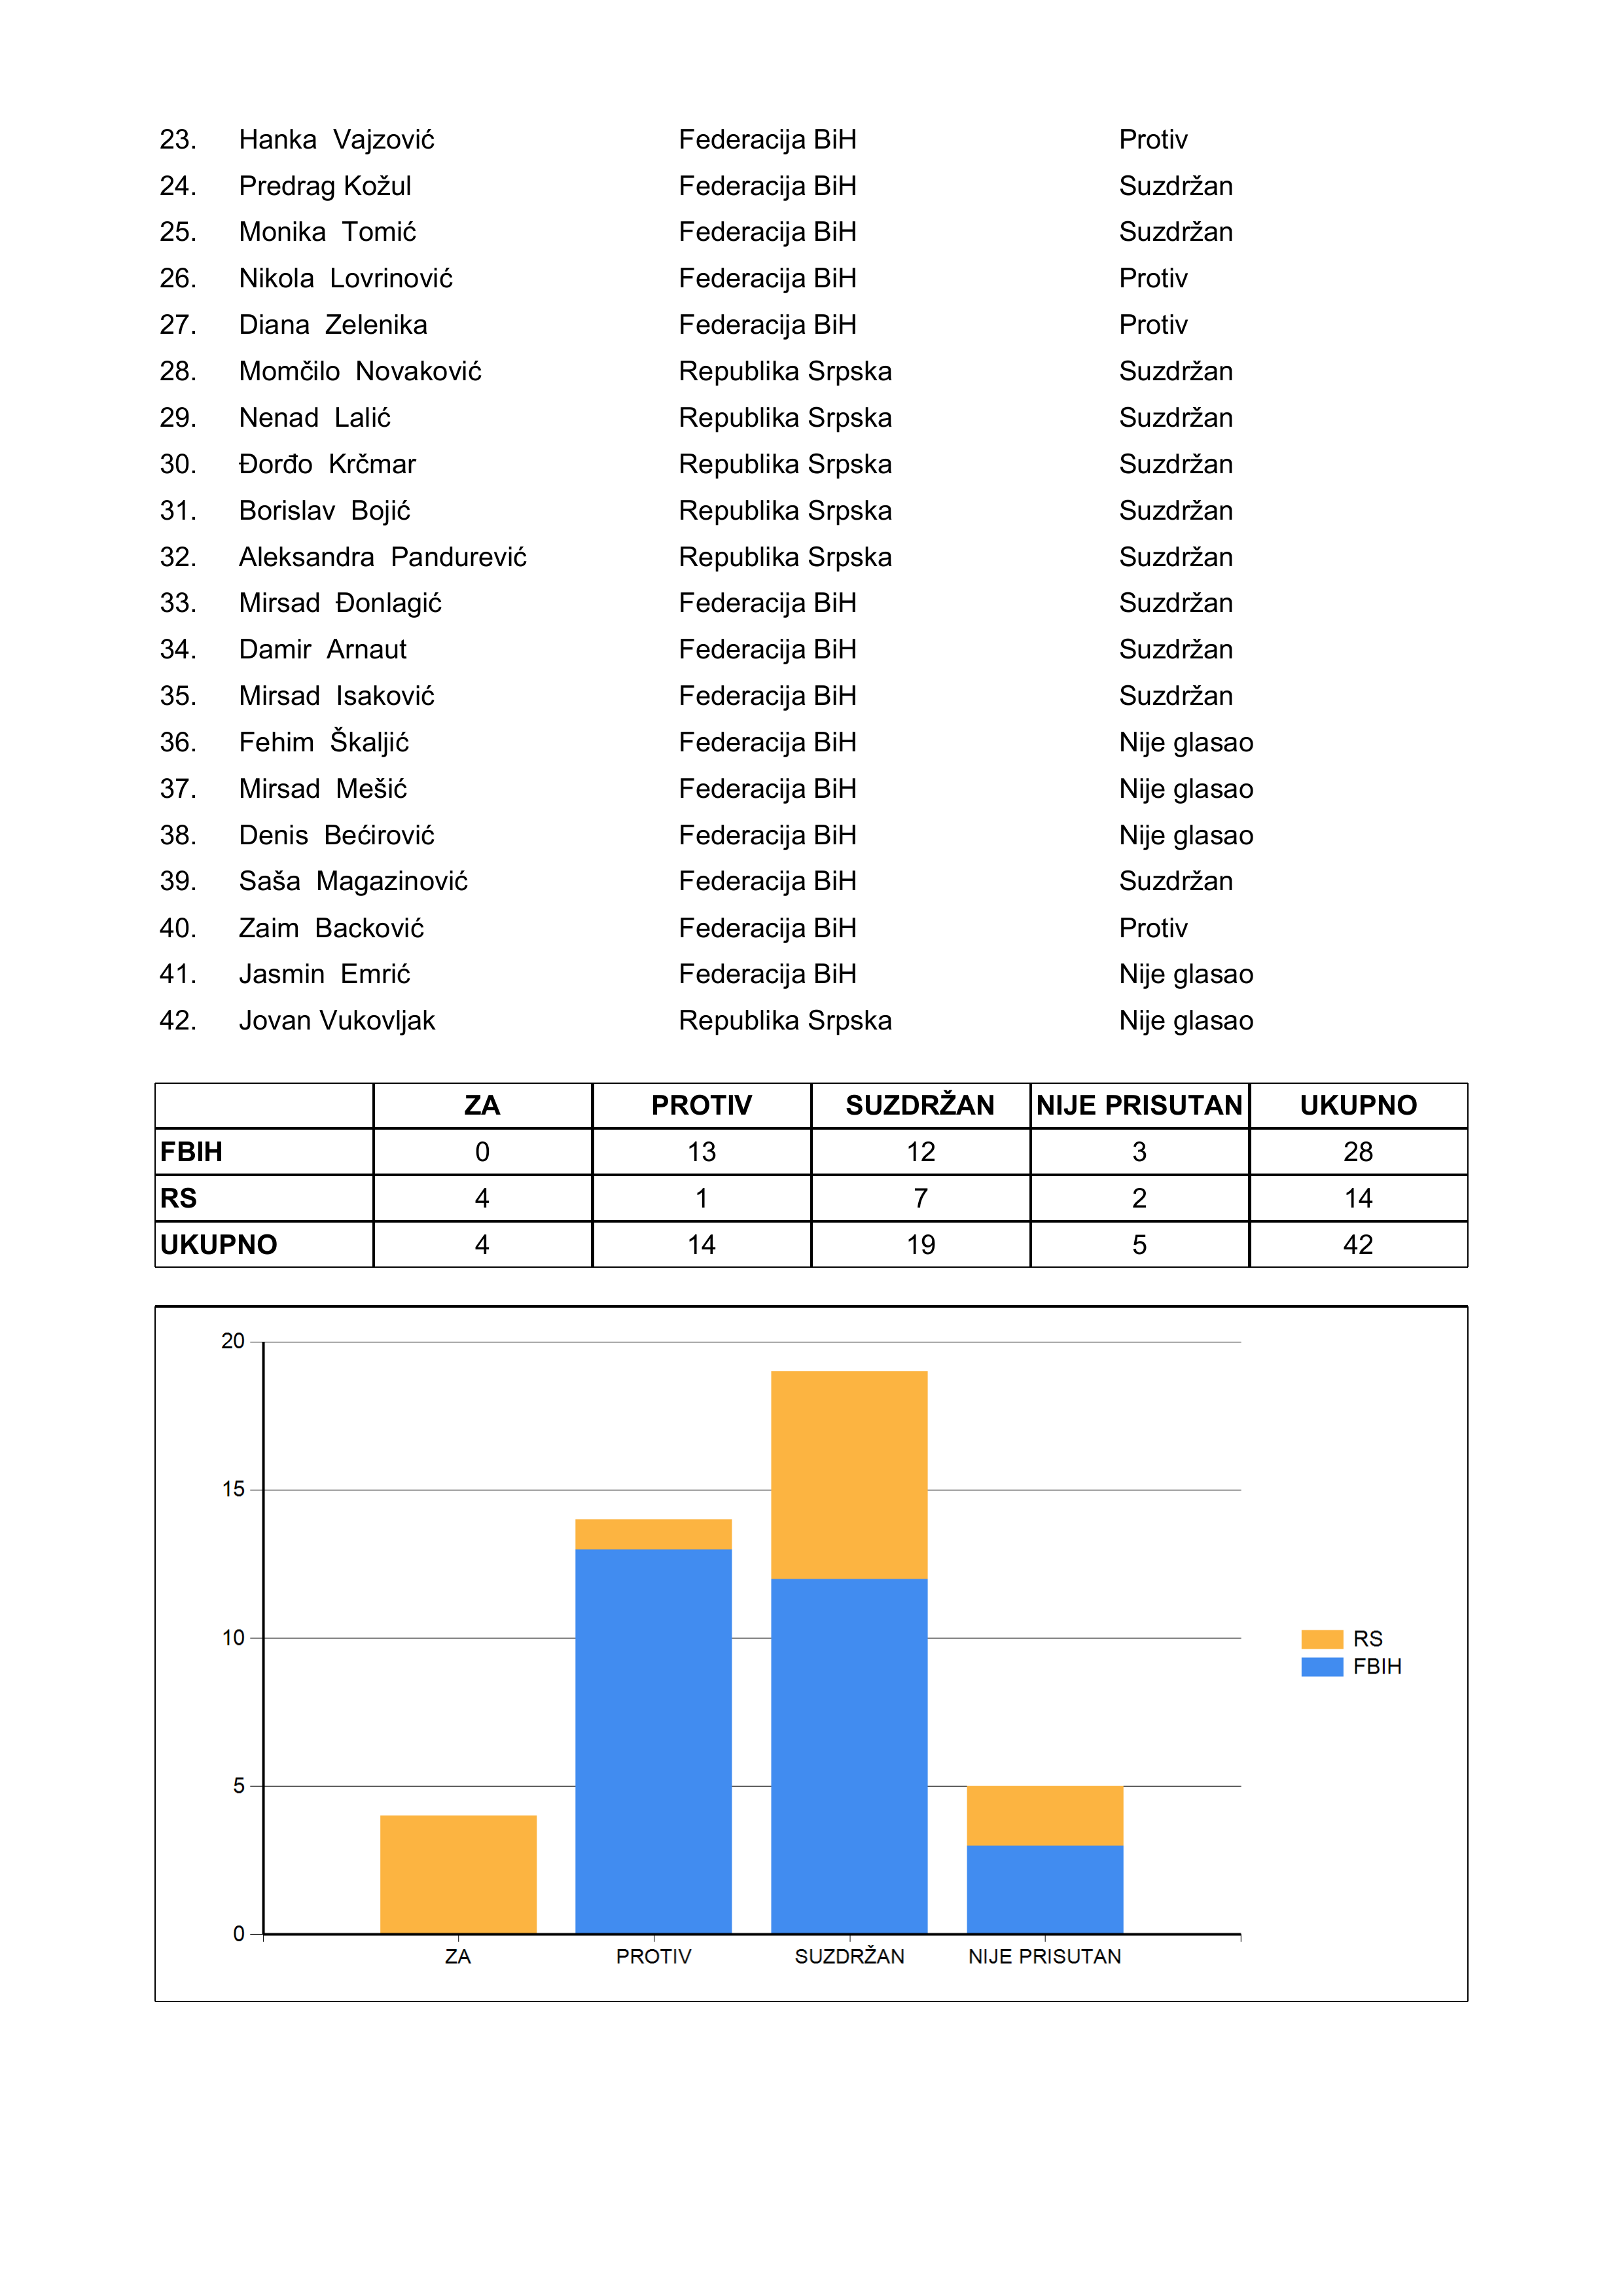 23. Hanka Vajzović Federacija BiH Protiv
24. Predrag Kožul Federacija BiH Suzdržan
25. Monika Tomić Federacija BiH Suzdržan
26. Nikola Lovrinović Federacija BiH Protiv
27. Diana Zelenika Federacija BiH Protiv
28. Momčilo Novaković Republika Srpska Suzdržan
29. Nenad Lalić Republika Srpska Suzdržan
30. Đorđo Krčmar Republika Srpska Suzdržan
31. Borislav Bojić Republika Srpska Suzdržan
32. Aleksandra Pandurević Republika Srpska Suzdržan
33. Mirsad Đonlagić Federacija BiH Suzdržan
34. Damir Arnaut Federacija BiH Suzdržan
35. Mirsad Isaković Federacija BiH Suzdržan
36. Fehim Škaljić Federacija BiH Nije glasao
37. Mirsad Mešić Federacija BiH Nije glasao
38. Denis Bećirović Federacija BiH Nije glasao
39. Saša Magazinović Federacija BiH Suzdržan
40. Zaim Backović Federacija BiH Protiv
41. Jasmin Emrić Federacija BiH Nije glasao
42. Jovan Vukovljak Republika Srpska Nije glasao
ZA PROTIV SUZDRŽAN NIJE PRISUTAN UKUPNO
FBIH 0 13 12 3 28
RS 4 1 7 2 14
UKUPNO 4 14 19 5 42
20
15
10
5
0
ZA PROTIV SUZDRŽAN NIJE PRISUTAN
RS
FBIH